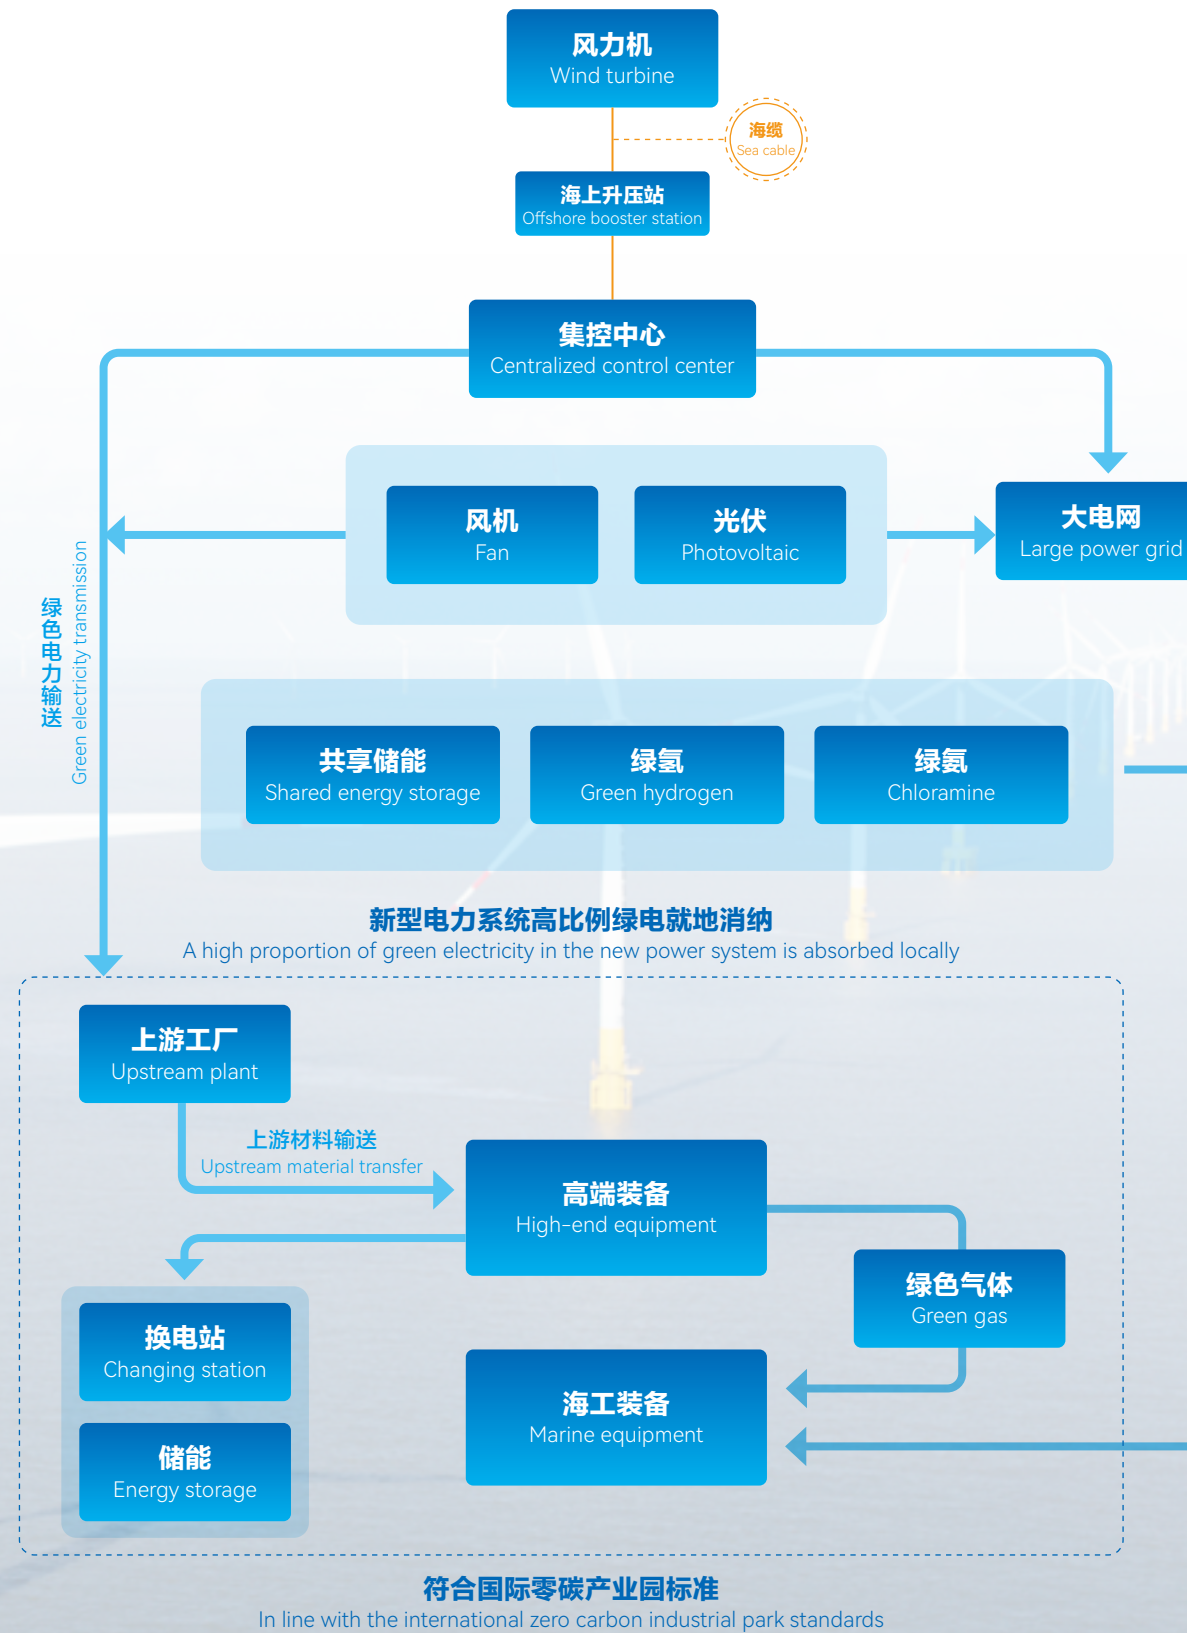 风力机
Wind turbine
海缆
Sea cable
海上升压站
Offshore booster station
集控中心
Centralized control center
风机
Fan
光伏
Photovoltaic
大电网
Large power grid
绿色电力输送
Green electricity transmission
共享储能
Shared energy storage
绿氢
Green hydrogen
绿氨
Chloramine
新型电力系统高比例绿电就地消纳
A high proportion of green electricity in the new power system is absorbed locally
上游工厂
Upstream plant
上游材料输送
Upstream material transfer
高端装备
High-end equipment
绿色气体
Green gas
换电站
Changing station
海工装备
Marine equipment
储能
Energy storage
符合国际零碳产业园标准
In line with the international zero carbon industrial park standards